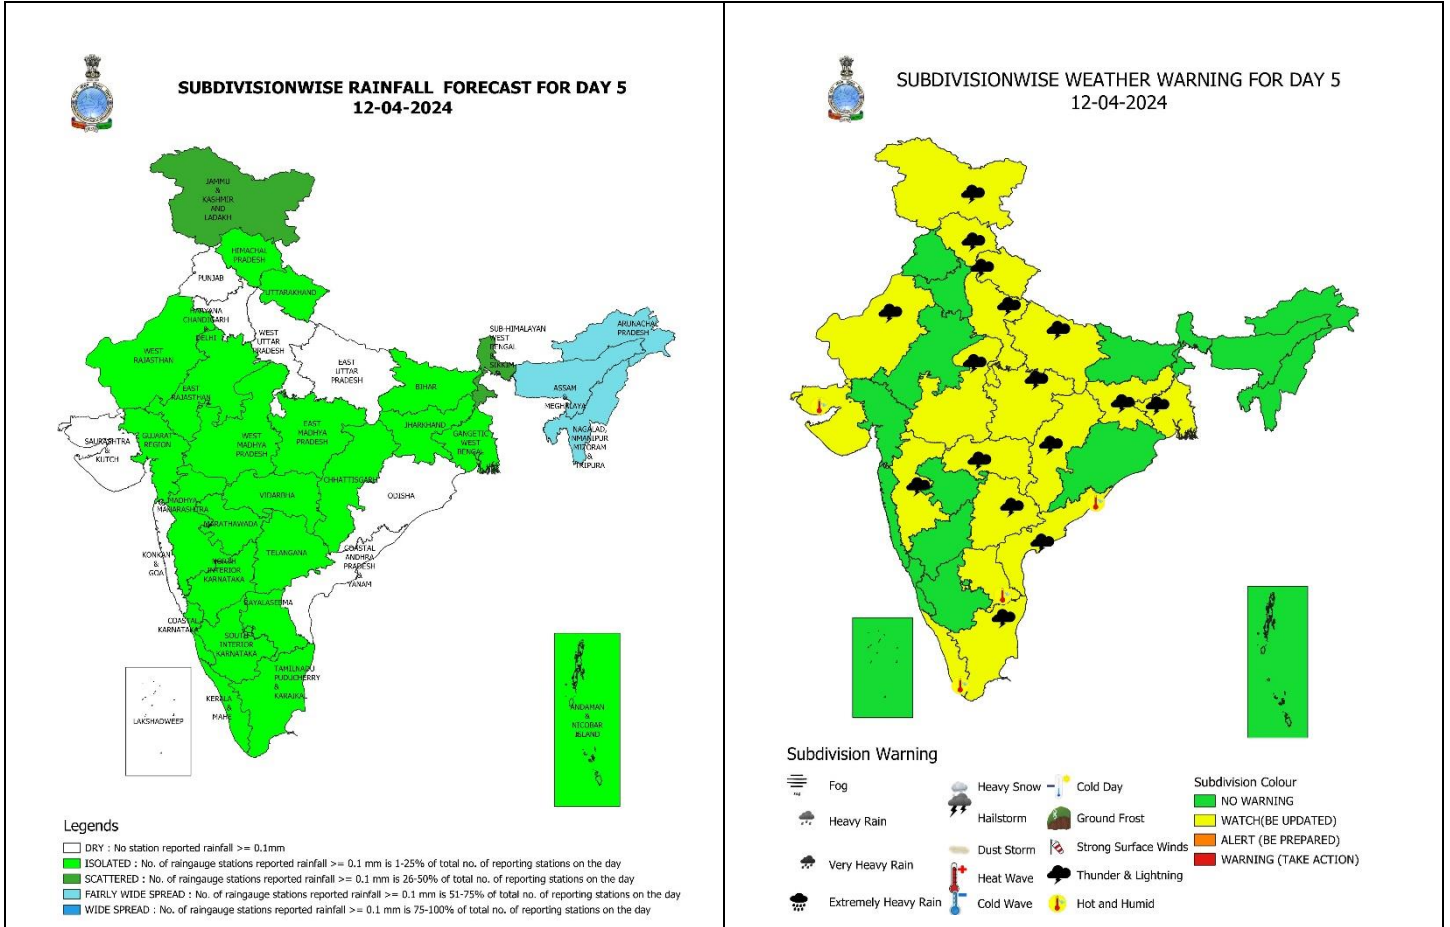 SUBDIVISIONWISE RAINFALL FORECAST FOR DAY 5
12-04-2024
JAMMU
&
KASHMIR
AND
LADAKH
HIMACHAL
PRADESH
PUNJAB
UTTARAKHAND
HARYANA
CHANDIGARH
&
DELHI
WEST
UTTAR
PRADESH
WEST
RAJASTHAN
EAST
UTTAR
PRADESH
EAST
RAJASTHAN
SUB-HIMALAYAN
WEST
BENGAL
&
SIKKIM
ARUNACHAL
PRADESH
ASSAM
&
MEGHALAYA
NAGALAD,
NMANIPUR
MIZORAM
&
TRIPURA
BIHAR
JHARKHAND
GANGETIC
WEST
BENGAL
SAURASHTRA
&
KUTCH
GUJARAT
REGION
WEST
MADHYA
PRADESH
EAST
MADHYA
PRADESH
CHHATTISGARH
ODISHA
MADHYA
MAHARASHTRA
VIDARBHA
MARATHAWADA
KONKAN
&
GOA
NORTH
INTERIOR
KARNATAKA
TELANGANA
COASTAL
ANDHRA
PRADESH
&
YANAM
RAYALASEEMA
COASTAL
KARNATAKA
SOUTH
INTERIOR
KARNATAKA
TAMILNADU
PUDUCHERRY
&
KARAIKAL
KERALA
&
MAHE
LAKSHADWEEP
ANDAMAN
&
NICOBAR
ISLAND
Legends
DRY : No station reported rainfall >= 0.1mm
ISOLATED : No. of raingauge stations reported rainfall >= 0.1 mm is 1-25% of total no. of reporting stations on the day
SCATTERED : No. of raingauge stations reported rainfall >= 0.1 mm is 26-50% of total no. of reporting stations on the day
FAIRLY WIDE SPREAD : No. of raingauge stations reported rainfall >= 0.1 mm is 51-75% of total no. of reporting stations on the day
WIDE SPREAD : No. of raingauge stations reported rainfall >= 0.1 mm is 75-100% of total no. of reporting stations on the day
SUBDIVISIONWISE WEATHER WARNING FOR DAY 5
12-04-2024
Subdivision Warning
Fog
Heavy Rain
Very Heavy Rain
Extremely Heavy Rain
Heavy Snow
Hailstorm
Dust Storm
Heat Wave
Cold Wave
Cold Day
Ground Frost
Strong Surface Winds
Thunder & Lightning
Hot and Humid
Subdivision Colour
NO WARNING
WATCH(BE UPDATED)
ALERT (BE PREPARED)
WARNING (TAKE ACTION)